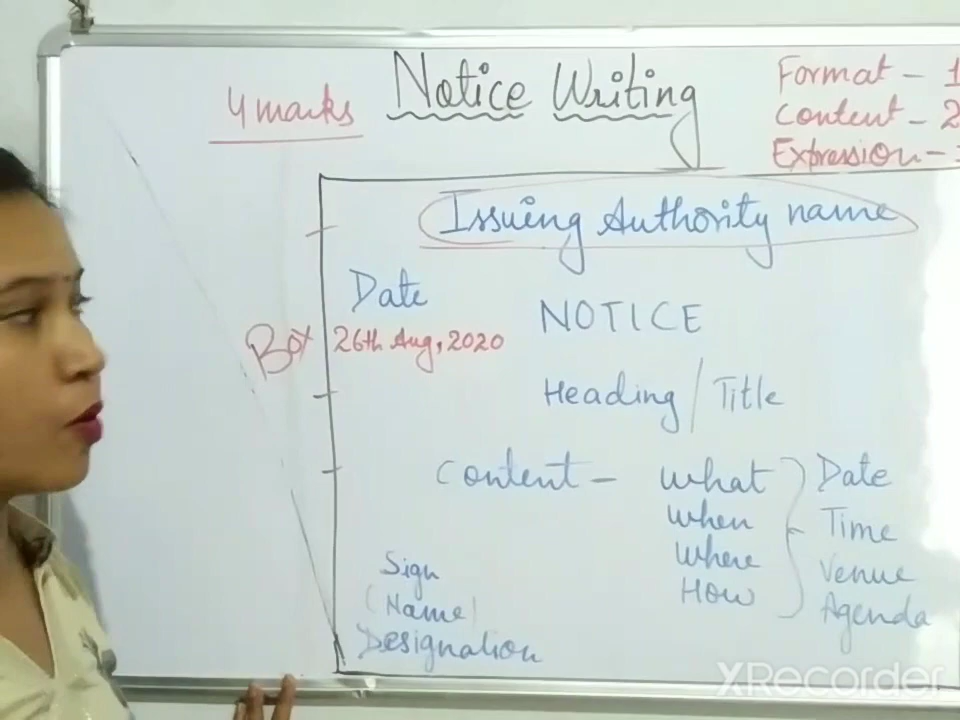 4 marks Notice Writing
Format - 1
Content - 2
Expression -
Issuing Authority name
Date
NOTICE
Box 26th Aug, 2020
Heading / Title
Content - What Date
When Time
Where Venue
How Agenda
Sign
(Name)
Designation
XRecorder